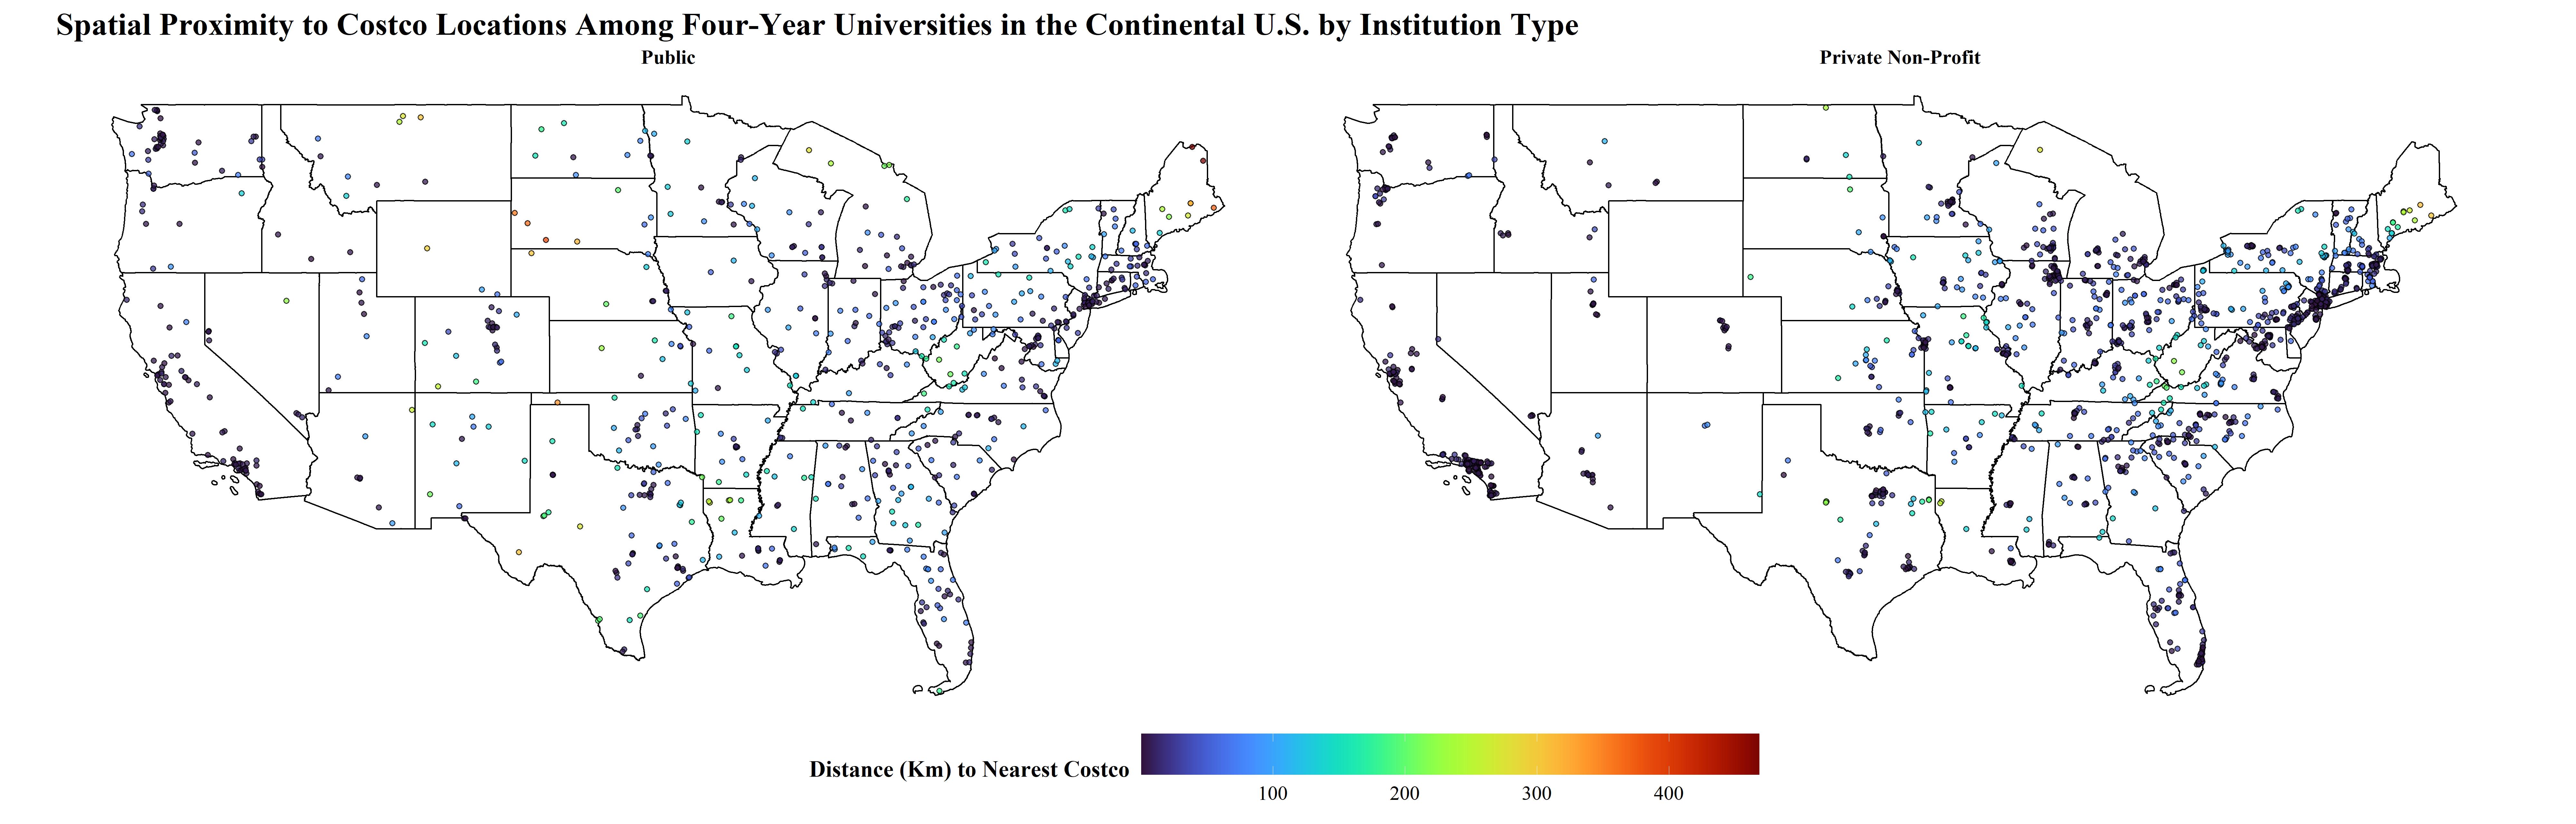 Spatial Proximity to Costco Locations Among Four-Year Universities in the Continental U.S. by Institution Type
Public
Private Non-Profit
Distance (Km) to Nearest Costco
100
200
300
400